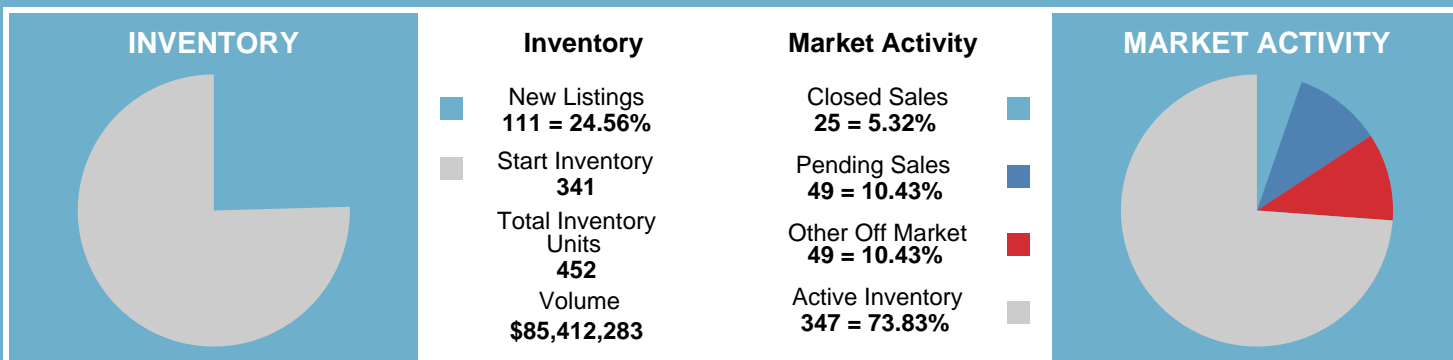 INVENTORY
Inventory
New Listings
111 = 24.56%
Start Inventory
341
Total Inventory
Units
452
Volume
$85,412,283
Market Activity
Closed Sales
25 = 5.32%
Pending Sales
49 = 10.43%
Other Off Market
49 = 10.43%
Active Inventory
347 = 73.83%
MARKET ACTIVITY